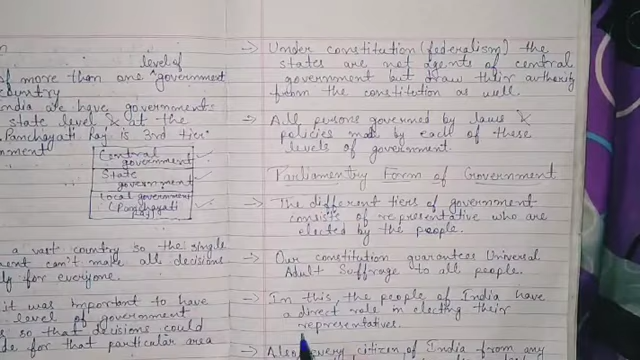 n
level of
of more than one government
country
India we have government:
state level & at the
Panchayati Raj is 3rd tier
nment
Central
government
State
government
Local government
(Panchayati
Raj)
a vast country so the single
ment can't make all decisions
ly for everyone.
it was important to have
level of government
s so that decisions could
de for that particular area
→ Under constitution (federalism) the
states are not agents of central
government but draw their authority
from the constitution as well.
→ All persons governed by laws &
policies made by each of these
levels of government.
Parliamentry Form of Government
→ The different tiers of government
consists of representative who are
elected by the people.
→ Our constitution guarantees Universal
Adult Suffrage to all people.
→ In this, the people of India have
a direct role in electing their
representatives.
→ Also every citizen of India from any